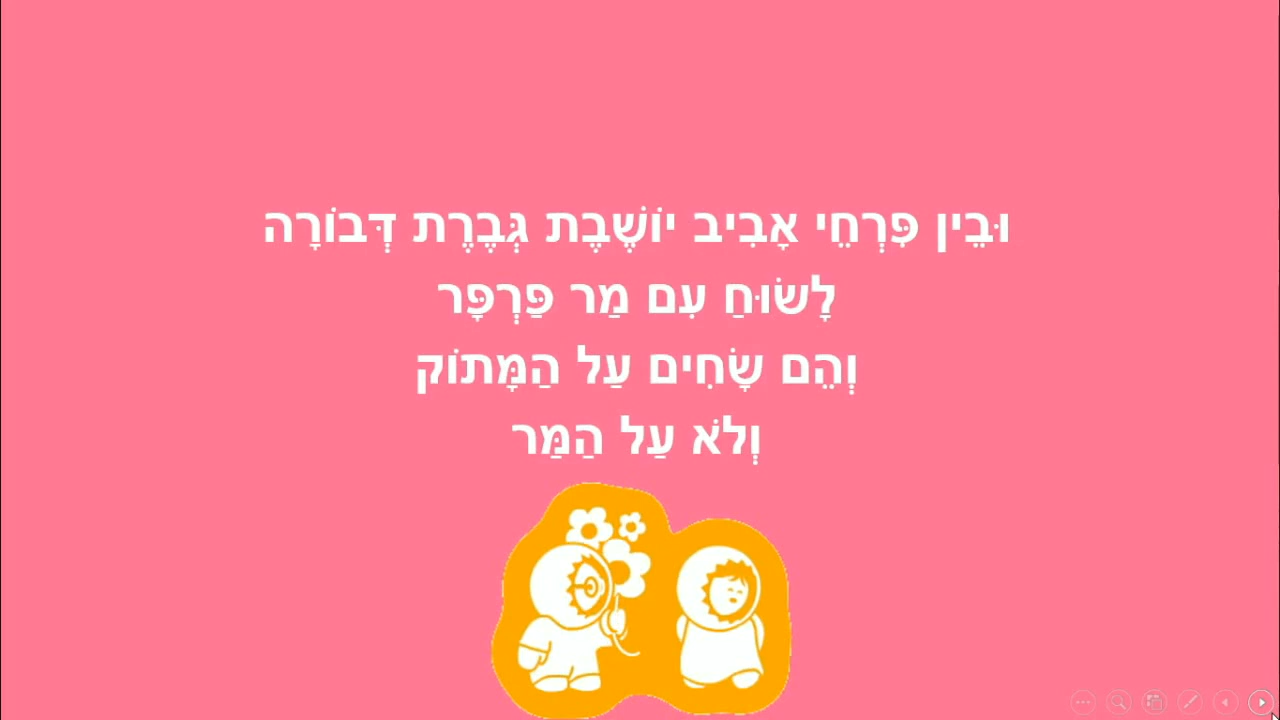 וּבֵין פִּרְחֵי אָבִיב יוֹשֶׁבֶת גְּבֶרֶת דְּבוֹרָה
לָשׂוּחַ עִם מַר פַּרְפָּר
וְהֵם שָׂחִים עַל הַמָּתוֹק
וְלֹא עַל הַמַּר